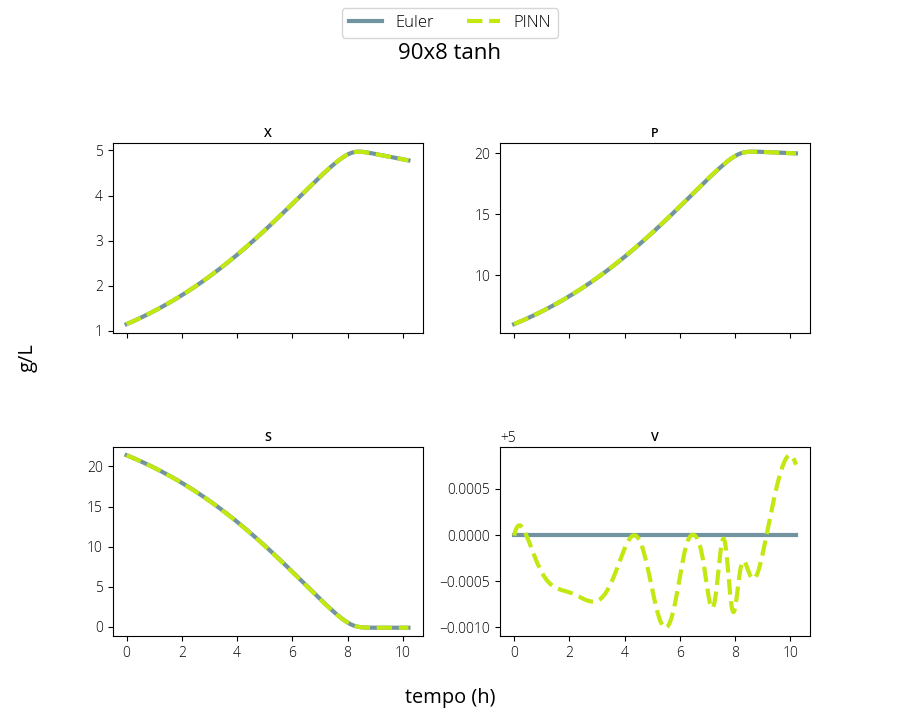 Euler PINN
90x8 tanh
X
5
4
3
2
1
P
20
15
10
g/L
S
20
15
10
5
0
0 2 4 6 8 10
V
+5
0.0005
0.0000
−0.0005
−0.0010
0 2 4 6 8 10
tempo (h)